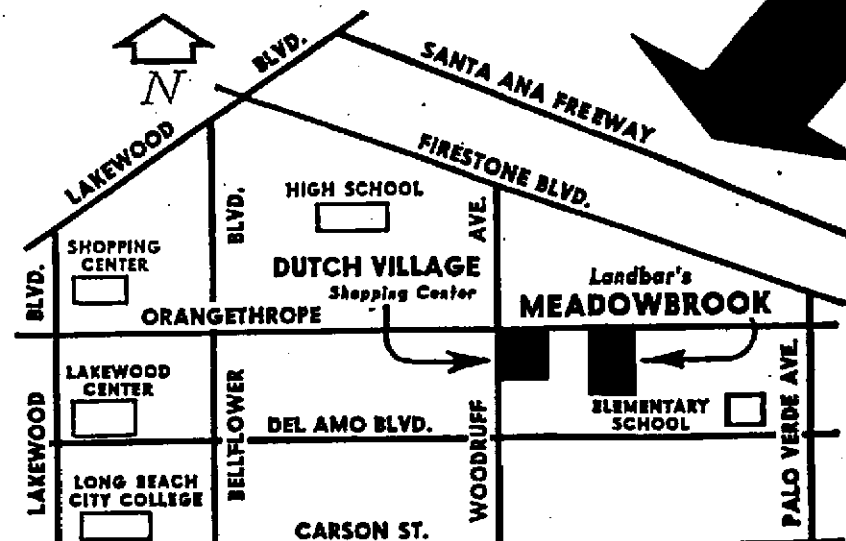 N
LAKEWOOD BLVD.
SANTA ANA FREEWAY
FIRESTONE BLVD.
HIGH SCHOOL
BLVD.
AVE.
SHOPPING
CENTER
BLVD.
DUTCH VILLAGE
Shopping Center
Landbar's
MEADOWBROOK
ORANGETHROPE
LAKEWOOD
CENTER
LAKEWOOD
BELLFLOWER
DEL AMO BLVD.
WOODRUFF
ELEMENTARY
SCHOOL
PALO VERDE AVE.
LONG BEACH
CITY COLLEGE
CARSON ST.